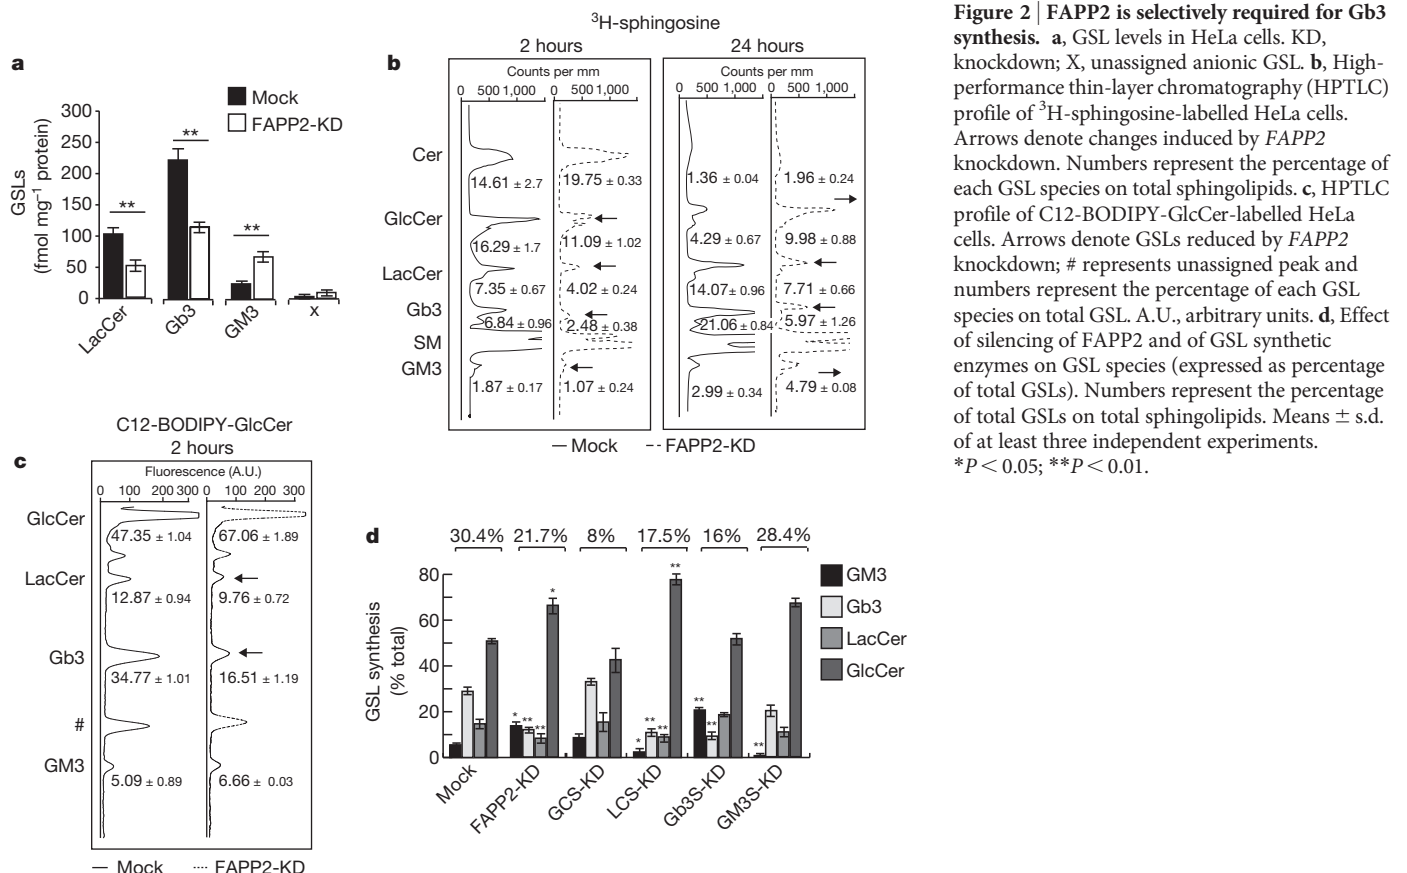 a
GSLs
(fmol mg−1 protein)
300
250
200
150
100
50
0
Mock
FAPP2-KD
**
**
**
LacCer
Gb3
GM3
X
b
3H-sphingosine
2 hours
24 hours
Counts per mm
Counts per mm
0 500 1,000 0 500 1,000
0 500 1,000 0 500 1,000
Cer
14.61 ± 2.7 19.75 ± 0.33 1.36 ± 0.04 1.96 ± 0.24
GlcCer
16.29 ± 1.7 11.09 ± 1.02 4.29 ± 0.67 9.98 ± 0.88
LacCer
7.35 ± 0.67 4.02 ± 0.24 14.07 ± 0.96 7.71 ± 0.66
Gb3
6.84 ± 0.96 2.48 ± 0.38 21.06 ± 0.84 5.97 ± 1.26
SM
GM3
1.87 ± 0.17 1.07 ± 0.24 2.99 ± 0.34 4.79 ± 0.08
— Mock -- FAPP2-KD
c
C12-BODIPY-GlcCer
2 hours
Fluorescence (A.U.)
0 100 200 300 0 100 200 300
GlcCer
47.35 ± 1.04 67.06 ± 1.89
LacCer
12.87 ± 0.94 9.76 ± 0.72
Gb3
34.77 ± 1.01 16.51 ± 1.19
#
GM3
5.09 ± 0.89 6.66 ± 0.03
— Mock ···· FAPP2-KD
d
30.4% 21.7% 8% 17.5% 16% 28.4%
GSL synthesis
(% total)
80
60
40
20
0
* ** ** *
* ** ** **
** **
**
Mock
FAPP2-KD
GCS-KD
LCS-KD
Gb3S-KD
GM3S-KD
GM3
Gb3
LacCer
GlcCer
Figure 2 | FAPP2 is selectively required for Gb3
synthesis. a, GSL levels in HeLa cells. KD,
knockdown; X, unassigned anionic GSL. b, High-
performance thin-layer chromatography (HPTLC)
profile of 3H-sphingosine-labelled HeLa cells.
Arrows denote changes induced by FAPP2
knockdown. Numbers represent the percentage of
each GSL species on total sphingolipids. c, HPTLC
profile of C12-BODIPY-GlcCer-labelled HeLa
cells. Arrows denote GSLs reduced by FAPP2
knockdown; # represents unassigned peak and
numbers represent the percentage of each GSL
species on total GSL. A.U., arbitrary units. d, Effect
of silencing of FAPP2 and of GSL synthetic
enzymes on GSL species (expressed as percentage
of total GSLs). Numbers represent the percentage
of total GSLs on total sphingolipids. Means ± s.d.
of at least three independent experiments.
*P < 0.05; **P < 0.01.